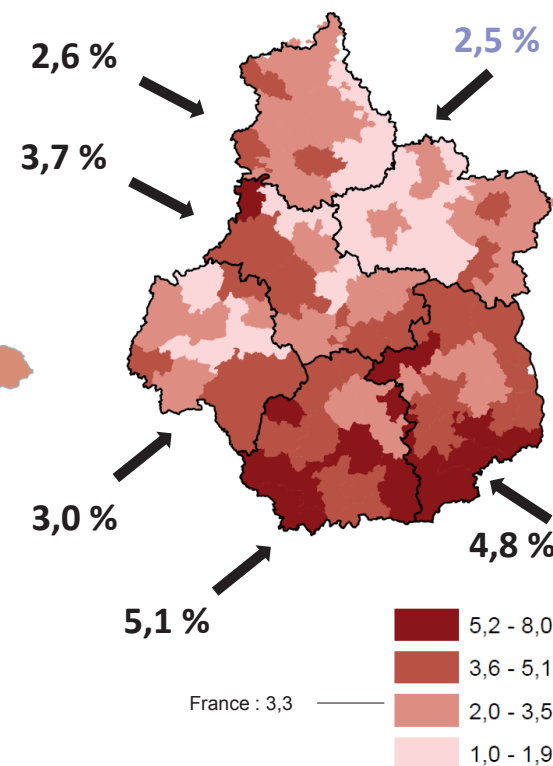 2,5 %
2,6 %
3,7 %
3,0 %
4,8 %
5,1 %
5,2 - 8,0
3,6 - 5,1
France : 3,3
2,0 - 3,5
1,0 - 1,9